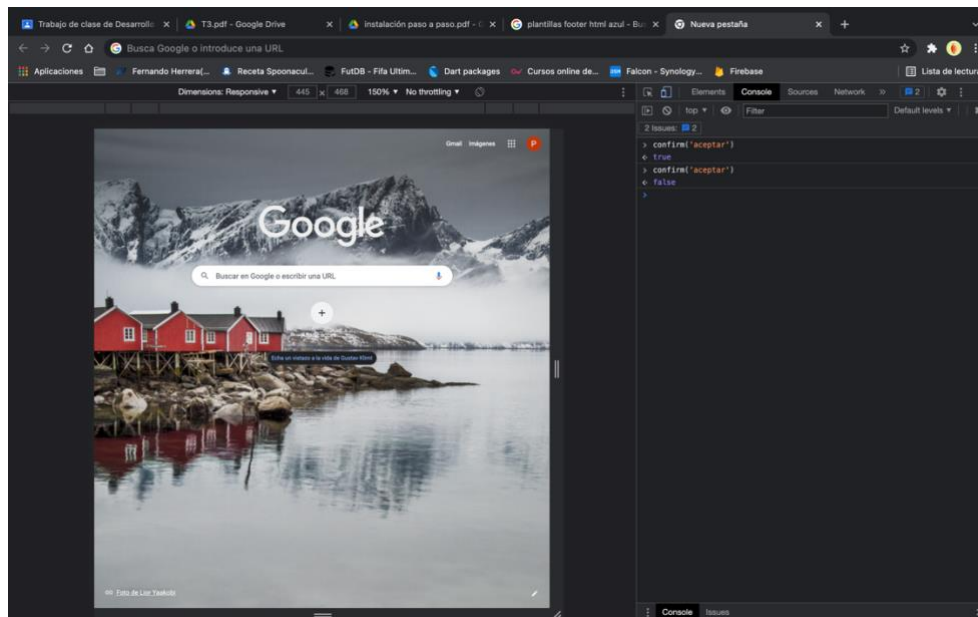 Trabajo de clase de Desarrollo
T3.pdf - Google Drive
instalación paso a paso.pdf -
plantillas footer html azul - Bu
Nueva pestaña
Busca Google o introduce una URL
Aplicaciones
Fernando Herrera(...
Receta Spoonacul...
FutDB - Fifa Ultim...
Dart packages
Cursos online de...
Falcon - Synology...
Firebase
Lista de lectur
Dimensions: Responsive ▼ 445 x 468 150% ▼ No throttling ▼
Elements Console Sources Network » 2
top ▼ Filter Default levels ▼
2 Issues: 2
> confirm('aceptar')
true
> confirm('aceptar')
false
>
Gmail Imágenes P
Google
Buscar en Google o escribir una URL
Echa un vistazo a la vida de Gustav Klimt
Foto de Lior Yaakobi
Console Issues